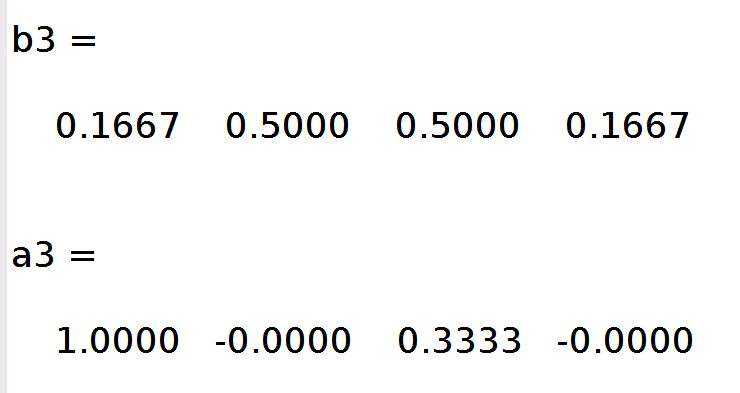 b3 =
0.1667 0.5000 0.5000 0.1667
a3 =
1.0000 -0.0000 0.3333 -0.0000